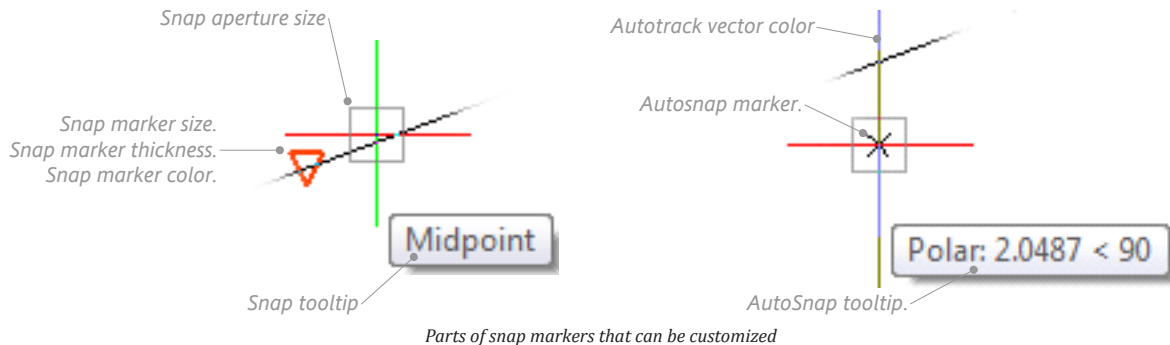 Snap aperture size
Snap marker size.
Snap marker thickness.
Snap marker color.
Midpoint
Snap tooltip
Autotrack vector color
Autosnap marker.
Polar: 2.0487 < 90
AutoSnap tooltip.
Parts of snap markers that can be customized